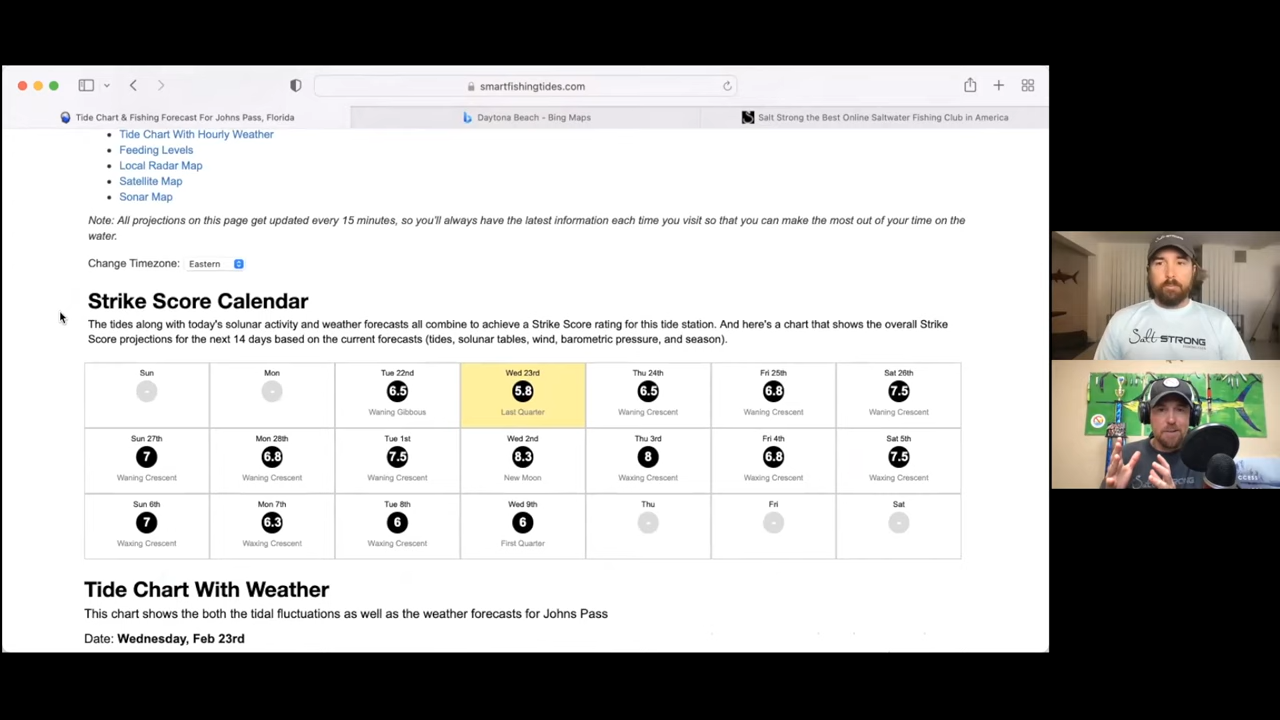 smartfishingtides.com
Tide Chart & Fishing Forecast For Johns Pass, Florida
Daytona Beach - Bing Maps
Salt Strong the Best Online Saltwater Fishing Club in America
Tide Chart With Hourly Weather
Feeding Levels
Local Radar Map
Satellite Map
Sonar Map
Note: All projections on this page get updated every 15 minutes, so you'll always have the latest information each time you visit so that you can make the most out of your time on the
water.
Change Timezone: Eastern
Strike Score Calendar
The tides along with today's solunar activity and weather forecasts all combine to achieve a Strike Score rating for this tide station. And here's a chart that shows the overall Strike
Score projections for the next 14 days based on the current forecasts (tides, solunar tables, wind, barometric pressure, and season).
Sun Mon Tue 22nd Wed 23rd Thu 24th Fri 25th Sat 26th
- - 6.5 5.8 6.5 6.8 7.5
Waning Gibbous Last Quarter Waning Crescent Waning Crescent Waning Crescent
Sun 27th Mon 28th Tue 1st Wed 2nd Thu 3rd Fri 4th Sat 5th
7 6.8 7.5 8.3 8 6.8 7.5
Waning Crescent Waning Crescent Waning Crescent New Moon Waxing Crescent Waxing Crescent Waxing Crescent
Sun 6th Mon 7th Tue 8th Wed 9th Thu Fri Sat
7 6.3 6 6 - - -
Waxing Crescent Waxing Crescent Waxing Crescent First Quarter
Tide Chart With Weather
This chart shows the both the tidal fluctuations as well as the weather forecasts for Johns Pass
Date: Wednesday, Feb 23rd
Salt STRONG